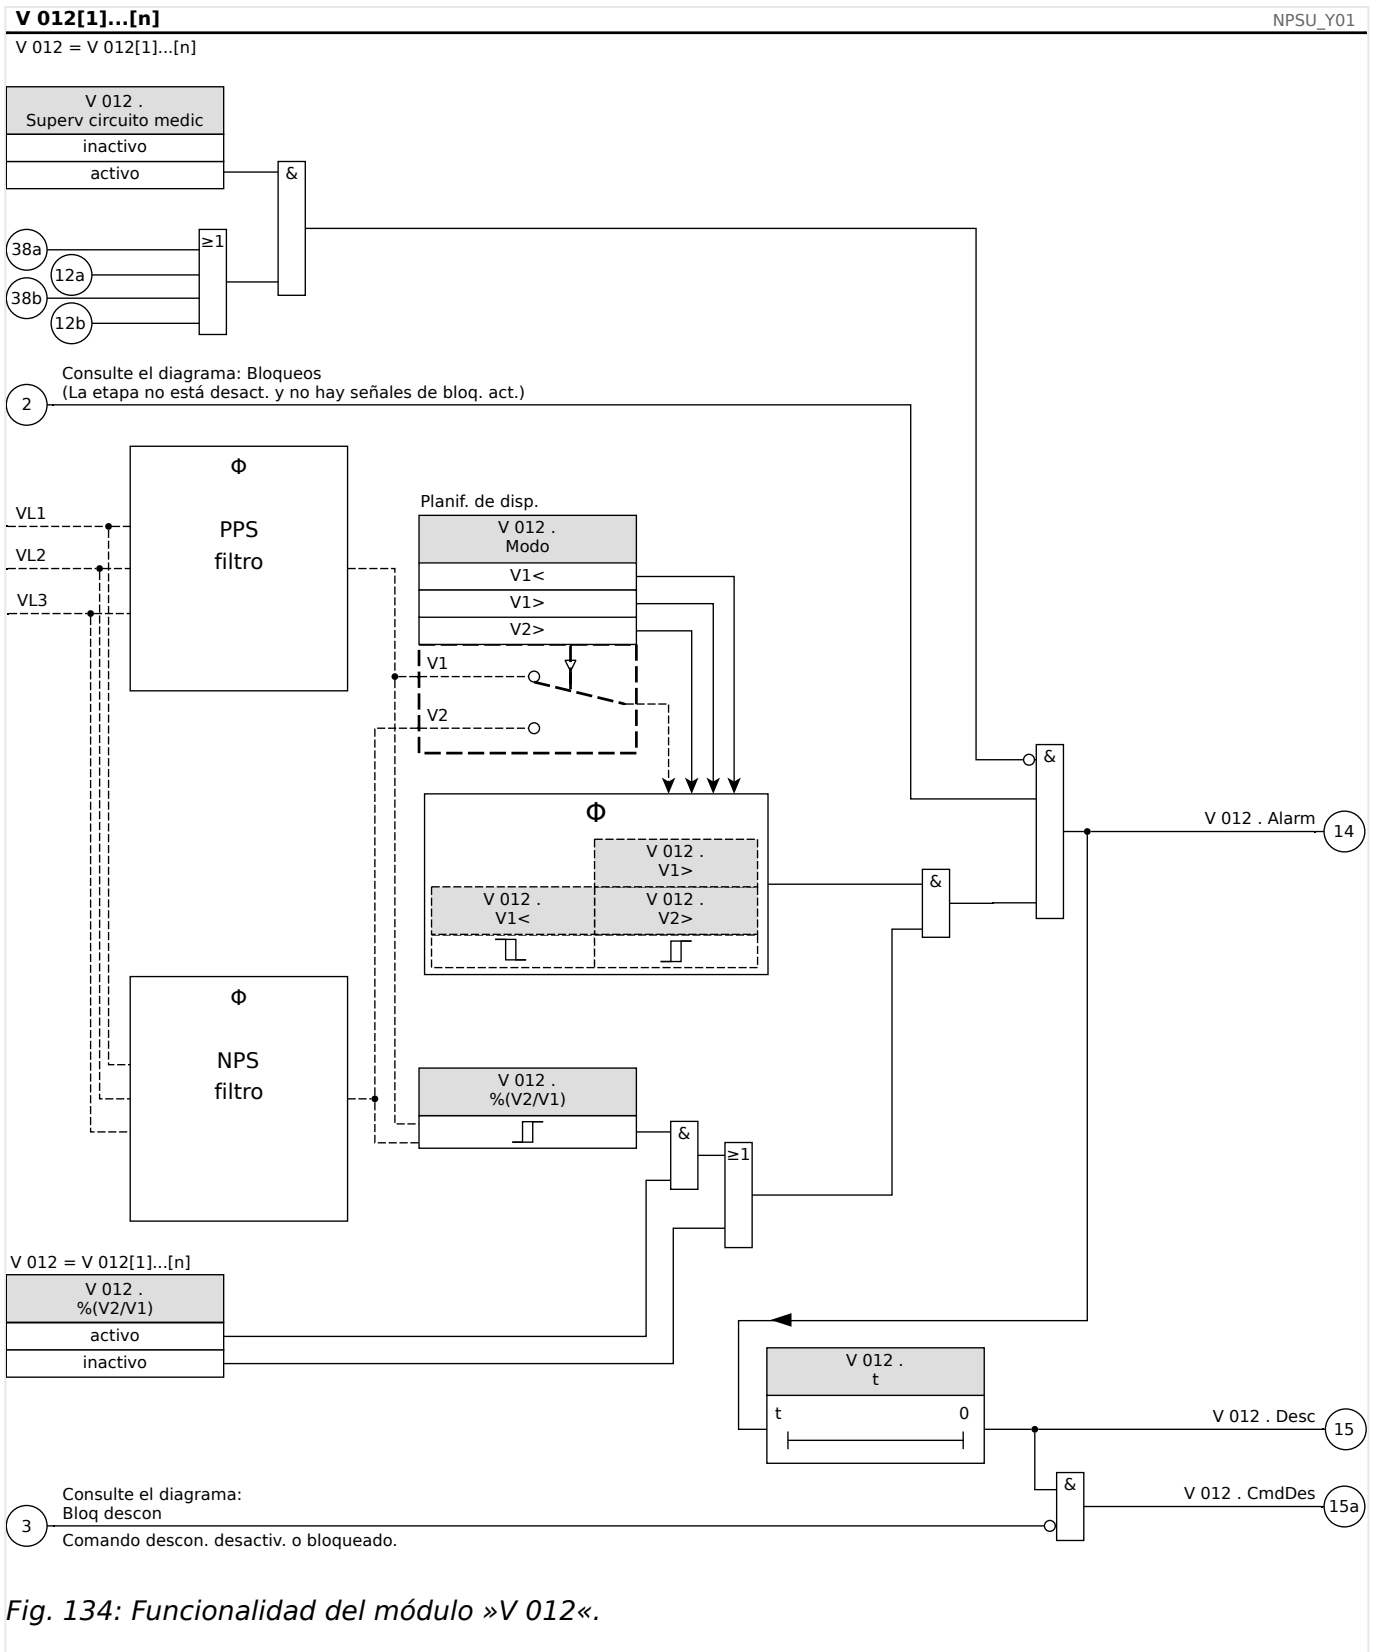 V 012[1]...[n]
NPSU_Y01
V 012 = V 012[1]...[n]
V 012 .
Superv circuito medic
inactivo
activo
&
38a
≥1
12a
38b
12b
Consulte el diagrama: Bloqueos
(La etapa no está desact. y no hay señales de bloq. act.)
2
Φ
PPS
filtro
VL1
VL2
VL3
Planif. de disp.
V 012 .
Modo
V1<
V1>
V2>
V1
V2
&
V 012 . Alarm
14
Φ
V 012 .
V1>
V 012 .
V1<
V 012 .
V2>
&
Φ
NPS
filtro
V 012 .
%(V2/V1)
&
≥1
V 012 = V 012[1]...[n]
V 012 .
%(V2/V1)
activo
inactivo
V 012 .
t
t
0
V 012 . Desc
15
&
V 012 . CmdDes
15a
Consulte el diagrama:
Bloq descon
3
Comando descon. desactiv. o bloqueado.
Fig. 134: Funcionalidad del módulo »V 012«.